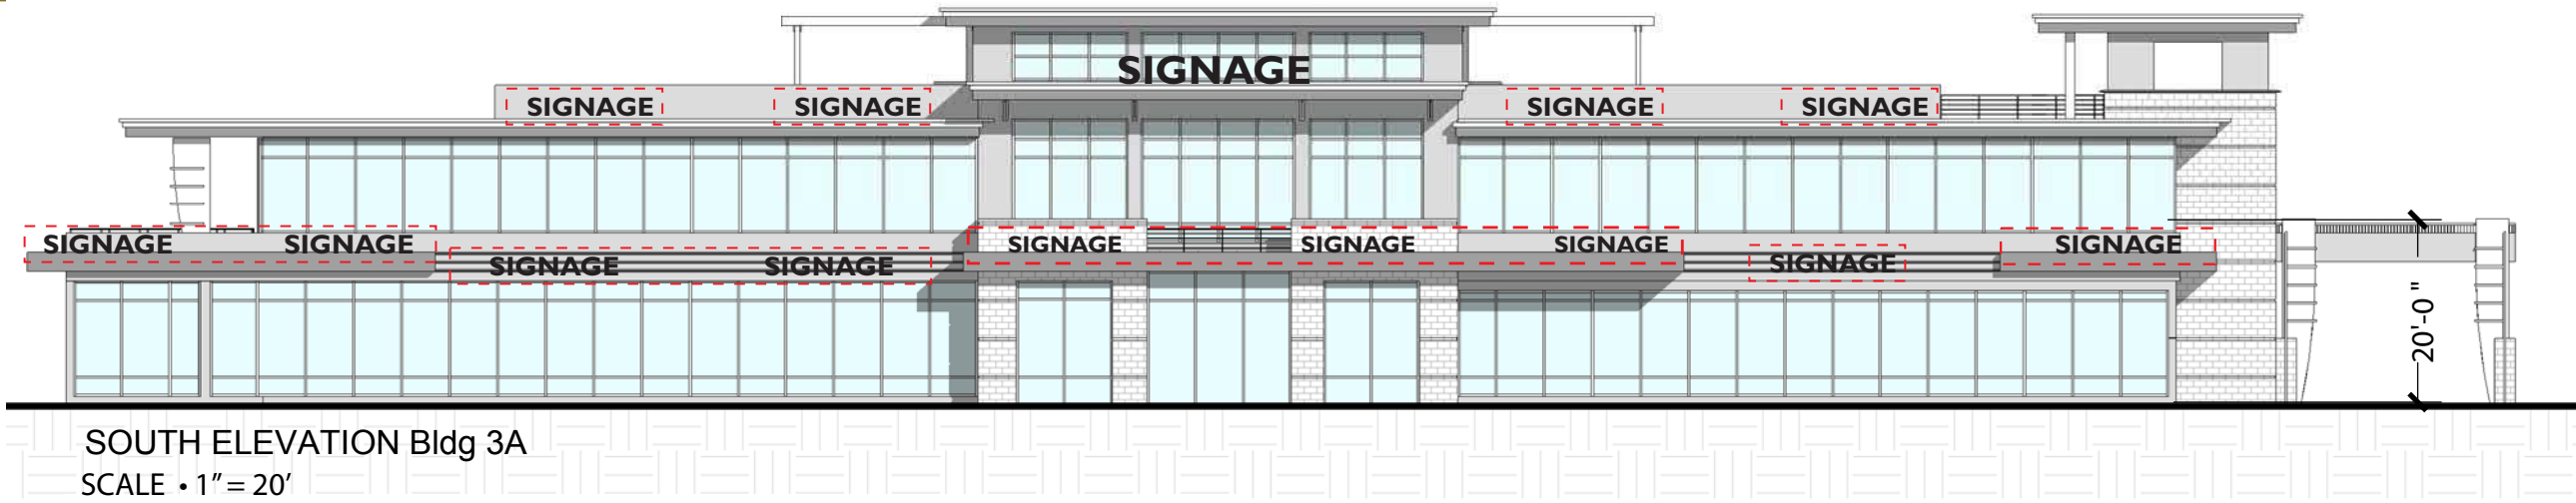 SIGNAGE
SIGNAGE SIGNAGE SIGNAGE SIGNAGE
SIGNAGE SIGNAGE SIGNAGE SIGNAGE SIGNAGE SIGNAGE
SIGNAGE SIGNAGE SIGNAGE
20'-0 "
SOUTH ELEVATION Bldg 3A
SCALE • 1" = 20'